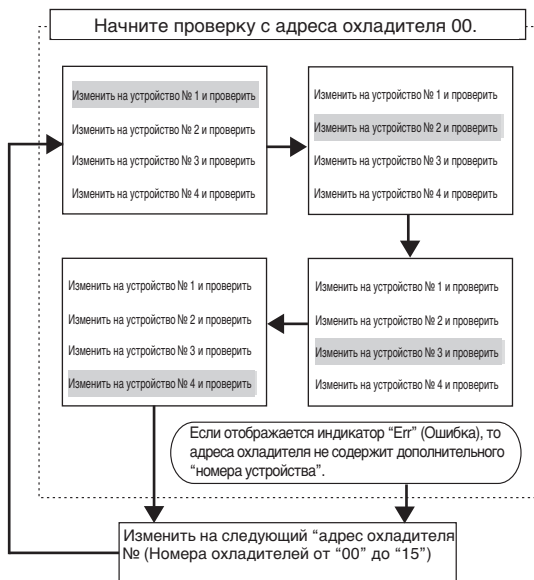 Начните проверку с адреса охладителя 00.
Изменить на устройство № 1 и проверить
Изменить на устройство № 2 и проверить
Изменить на устройство № 3 и проверить
Изменить на устройство № 4 и проверить
Изменить на устройство № 1 и проверить
Изменить на устройство № 2 и проверить
Изменить на устройство № 3 и проверить
Изменить на устройство № 4 и проверить
Изменить на устройство № 1 и проверить
Изменить на устройство № 2 и проверить
Изменить на устройство № 3 и проверить
Изменить на устройство № 4 и проверить
Изменить на устройство № 1 и проверить
Изменить на устройство № 2 и проверить
Изменить на устройство № 3 и проверить
Изменить на устройство № 4 и проверить
Если отображается индикатор “Err” (Ошибка), то
адреса охладителя не содержит дополнительного
“номера устройства”.
Изменить на следующий “адрес охладителя
№ (Номера охладителей от “00” до “15”)